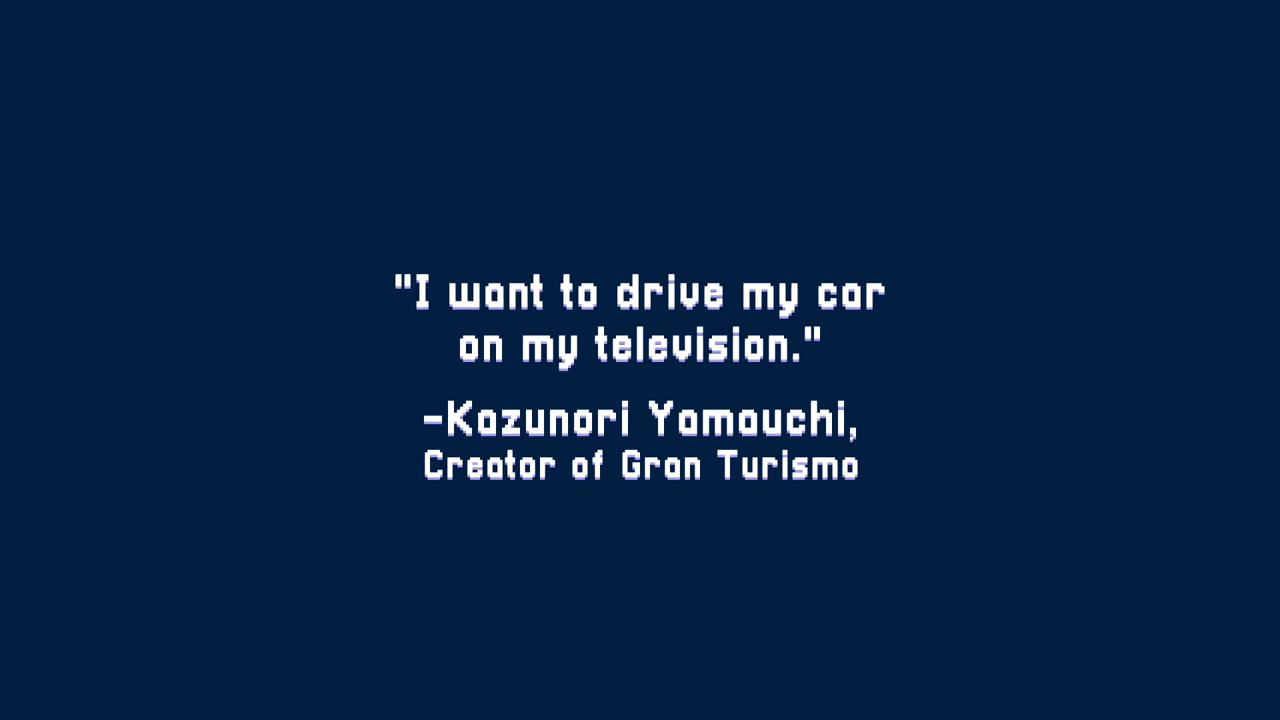 "I want to drive my car
on my television."
-Kazunori Yamauchi,
Creator of Gran Turismo